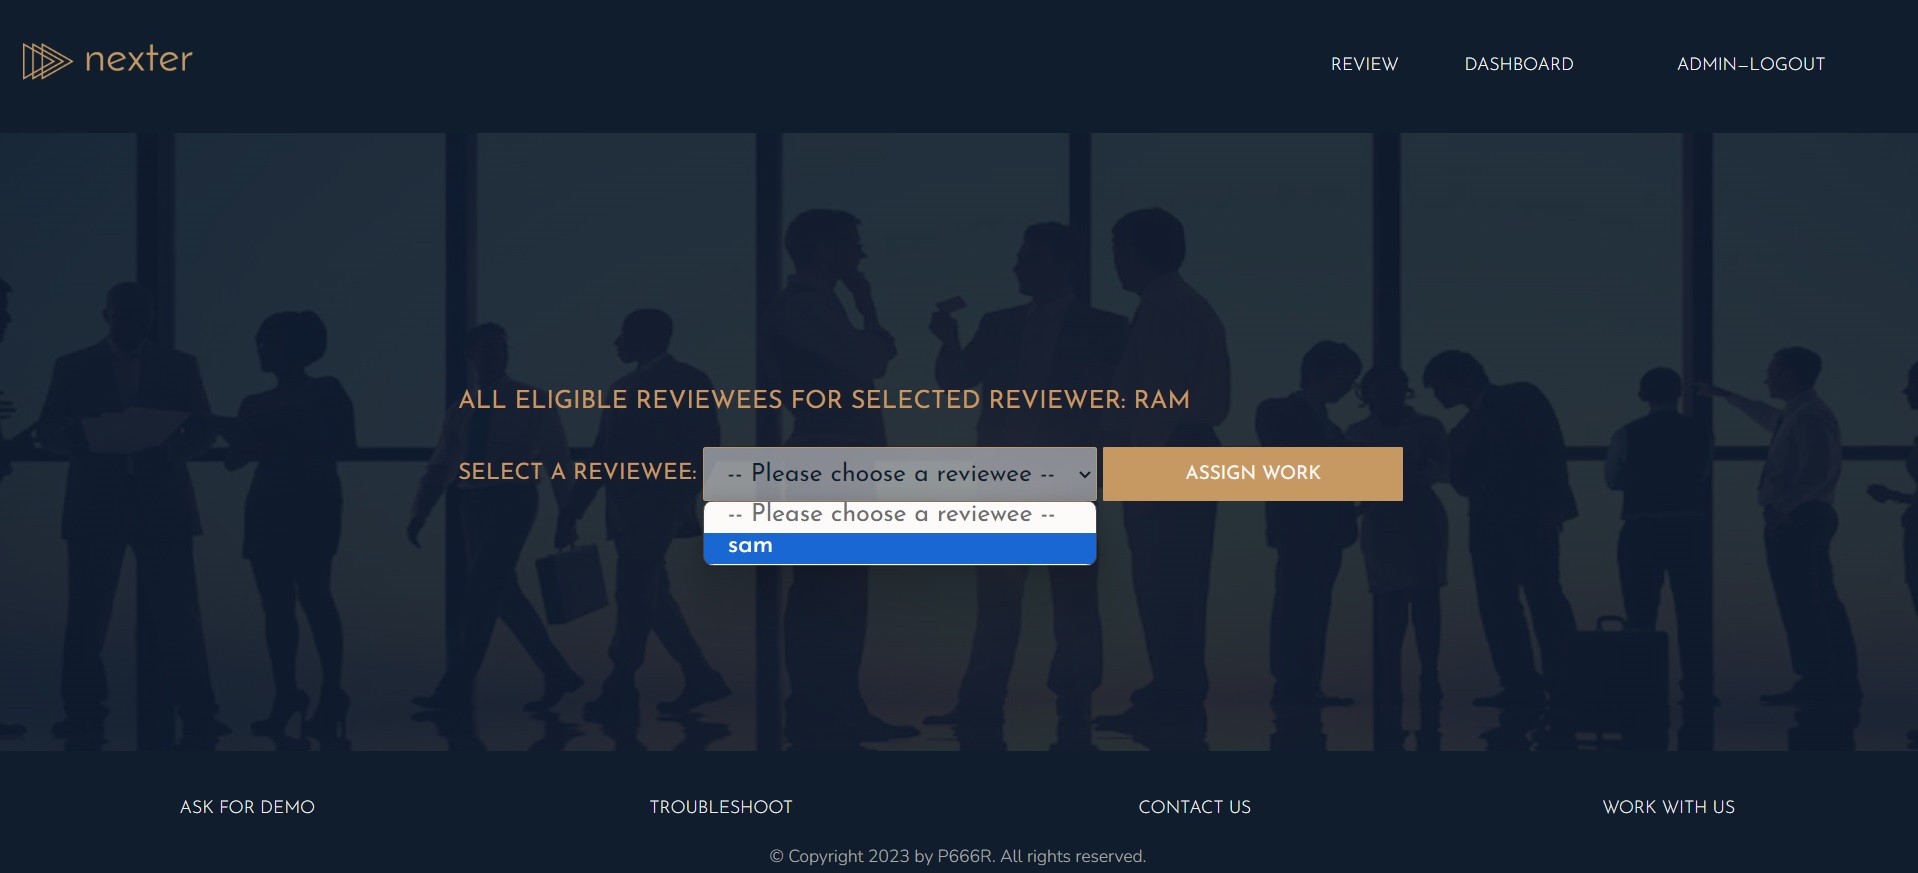 nexter
REVIEW DASHBOARD ADMIN–LOGOUT
ALL ELIGIBLE REVIEWEES FOR SELECTED REVIEWER: RAM
SELECT A REVIEWEE: -- Please choose a reviewee -- ASSIGN WORK
-- Please choose a reviewee --
sam
ASK FOR DEMO TROUBLESHOOT CONTACT US WORK WITH US
© Copyright 2023 by P666R. All rights reserved.